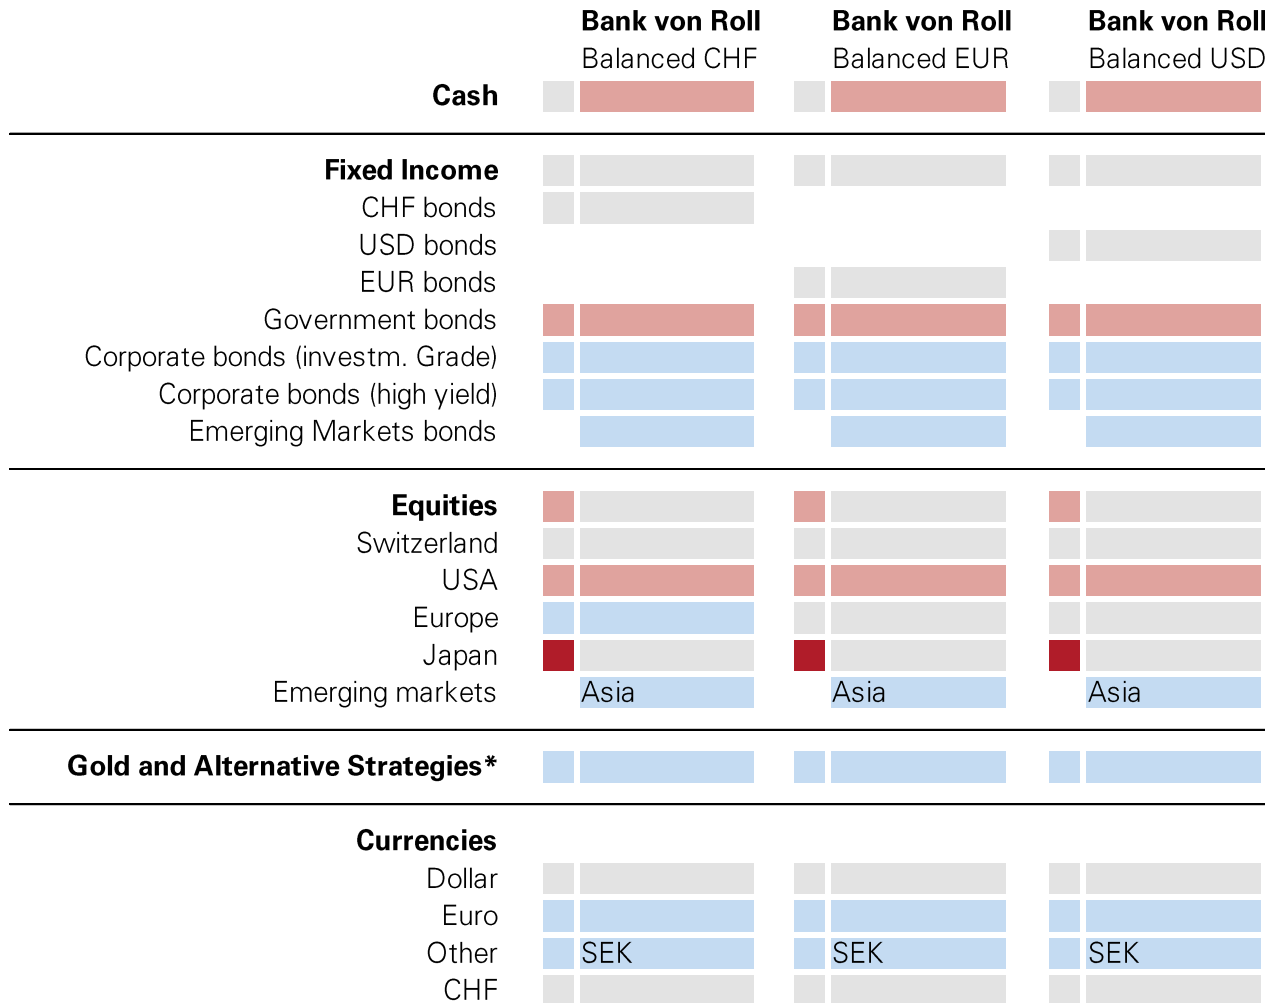 Bank von Roll Bank von Roll Bank von Roll
Balanced CHF Balanced EUR Balanced USD
Cash
Fixed Income
CHF bonds
USD bonds
EUR bonds
Government bonds
Corporate bonds (investm. Grade)
Corporate bonds (high yield)
Emerging Markets bonds
Equities
Switzerland
USA
Europe
Japan
Emerging markets Asia Asia Asia
Gold and Alternative Strategies*
Currencies
Dollar
Euro
Other SEK SEK SEK
CHF